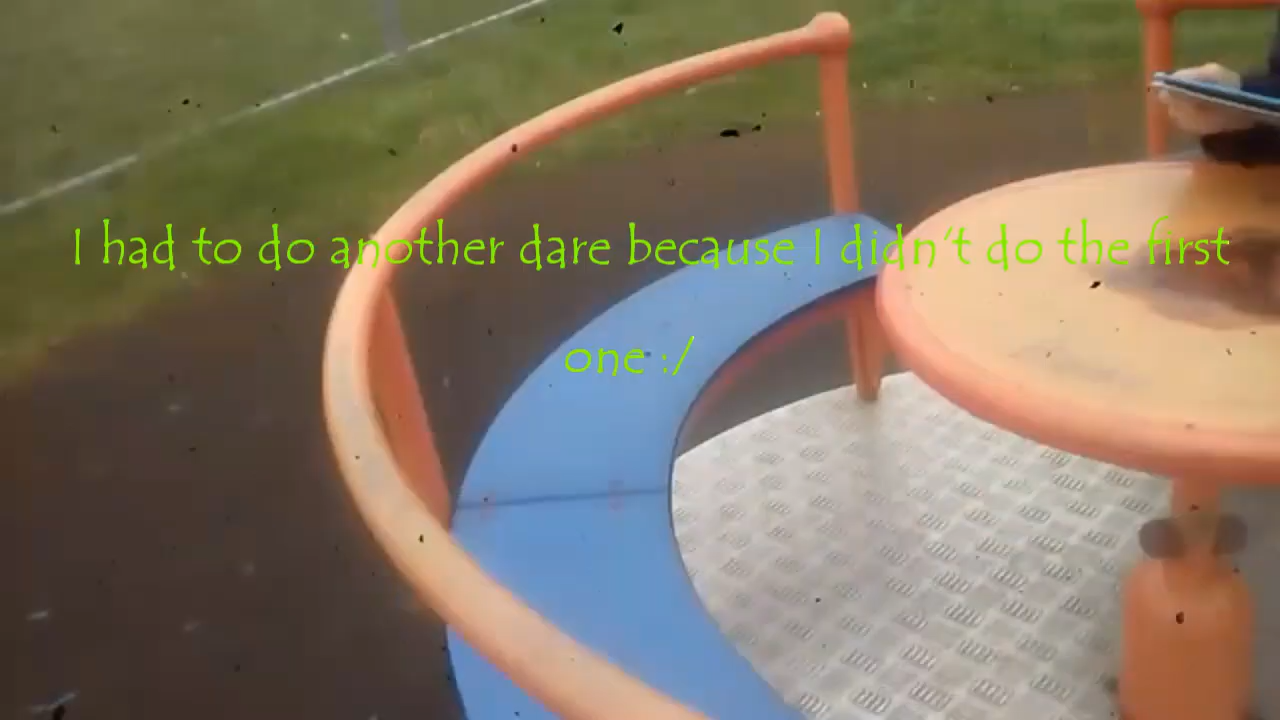 I had to do another dare because I didn't do the first
one :/